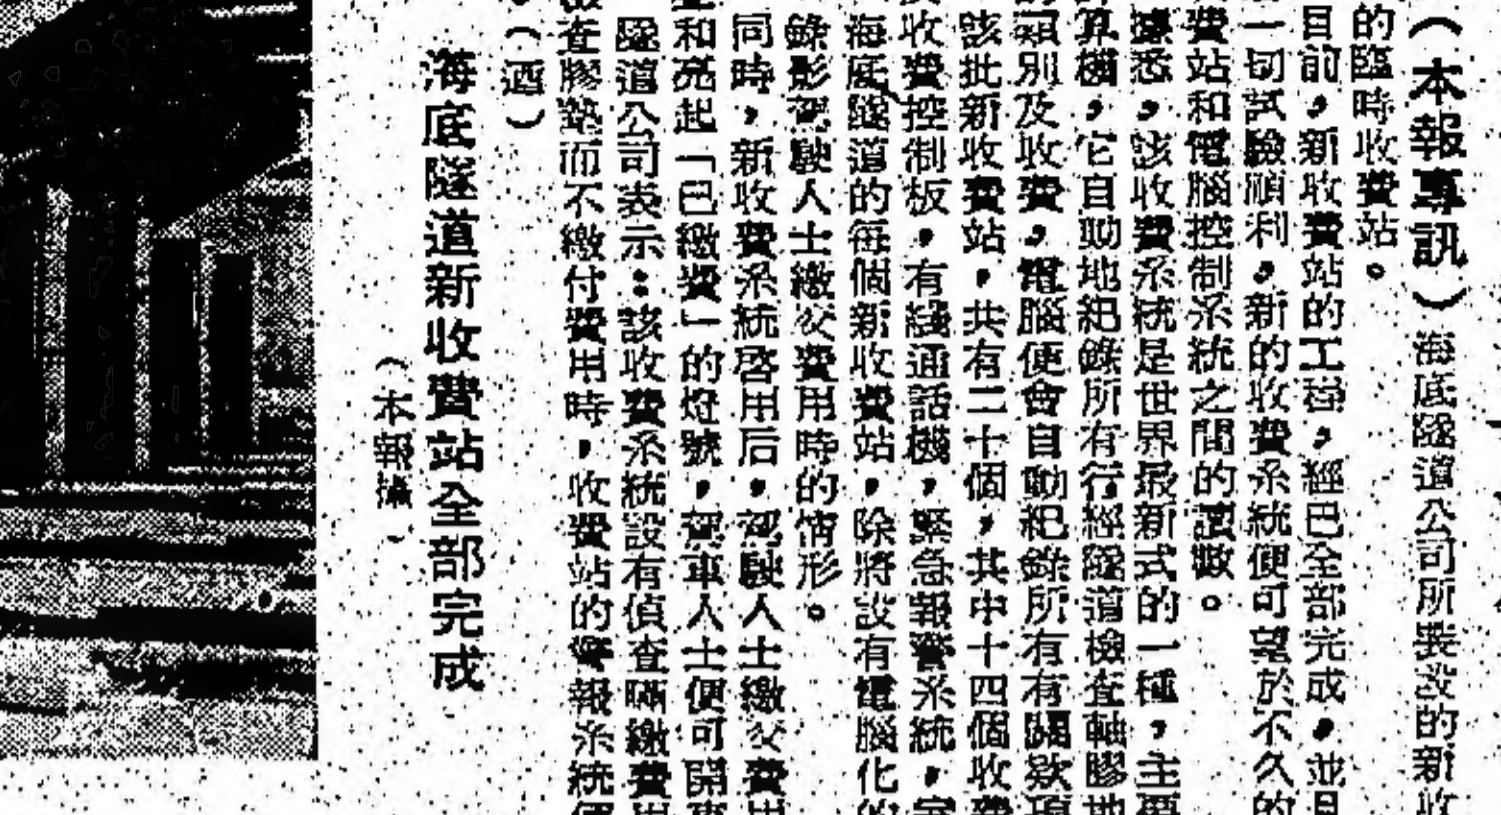 （本報專訊）海底隧道公司所裝設的新收
的臨時收費站。
目前，新收費站的工程，經已全部完成，並且
一切試驗順利，新的收費系統便可望於不久的
費站和電腦控制系統之間的讀數。
據悉，該收費系統是世界最新式的一種，主要
算機，它自動地紀錄所有行經隧道檢查軸膠地
的類別及收費，電腦便會自動紀錄所有有關欵項
該批新收費站，共有二十個，其中十四個收費
收費控制板，有綫通話機，緊急報警系統，
海底隧道的每個新收費站，除將設有電腦化的
錄影駕駛人士繳交費用時的情形。
同時，新收費系統啓用后，駕駛人士繳交費用
和亮起「已繳費」的燈號，駕車人士便可開車
隧道公司表示：該收費系統設有偵查瞞繳費用
查膠墊而不繳付費用時，收費站的警報系統便
。（酒）
海底隧道新收費站全部完成
（本報攝）